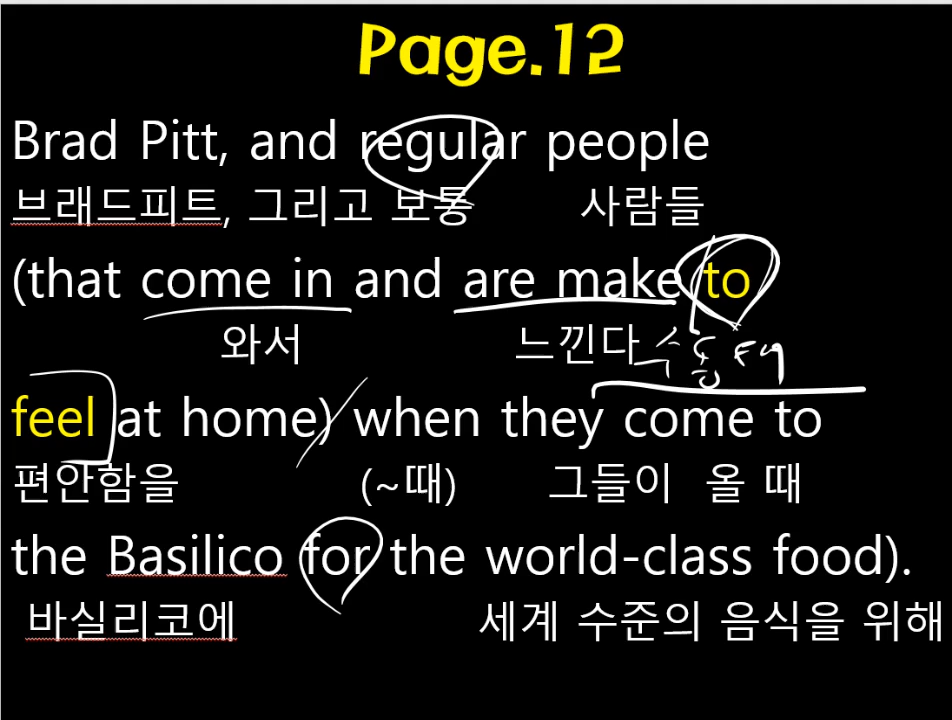 Page.12
Brad Pitt, and regular people
브래드피트, 그리고 보통 사람들
(that come in and are make to
와서 느낀다 수동태
feel at home) when they come to
편안함을 (~때) 그들이 올 때
the Basilico for the world-class food).
바실리코에 세계 수준의 음식을 위해